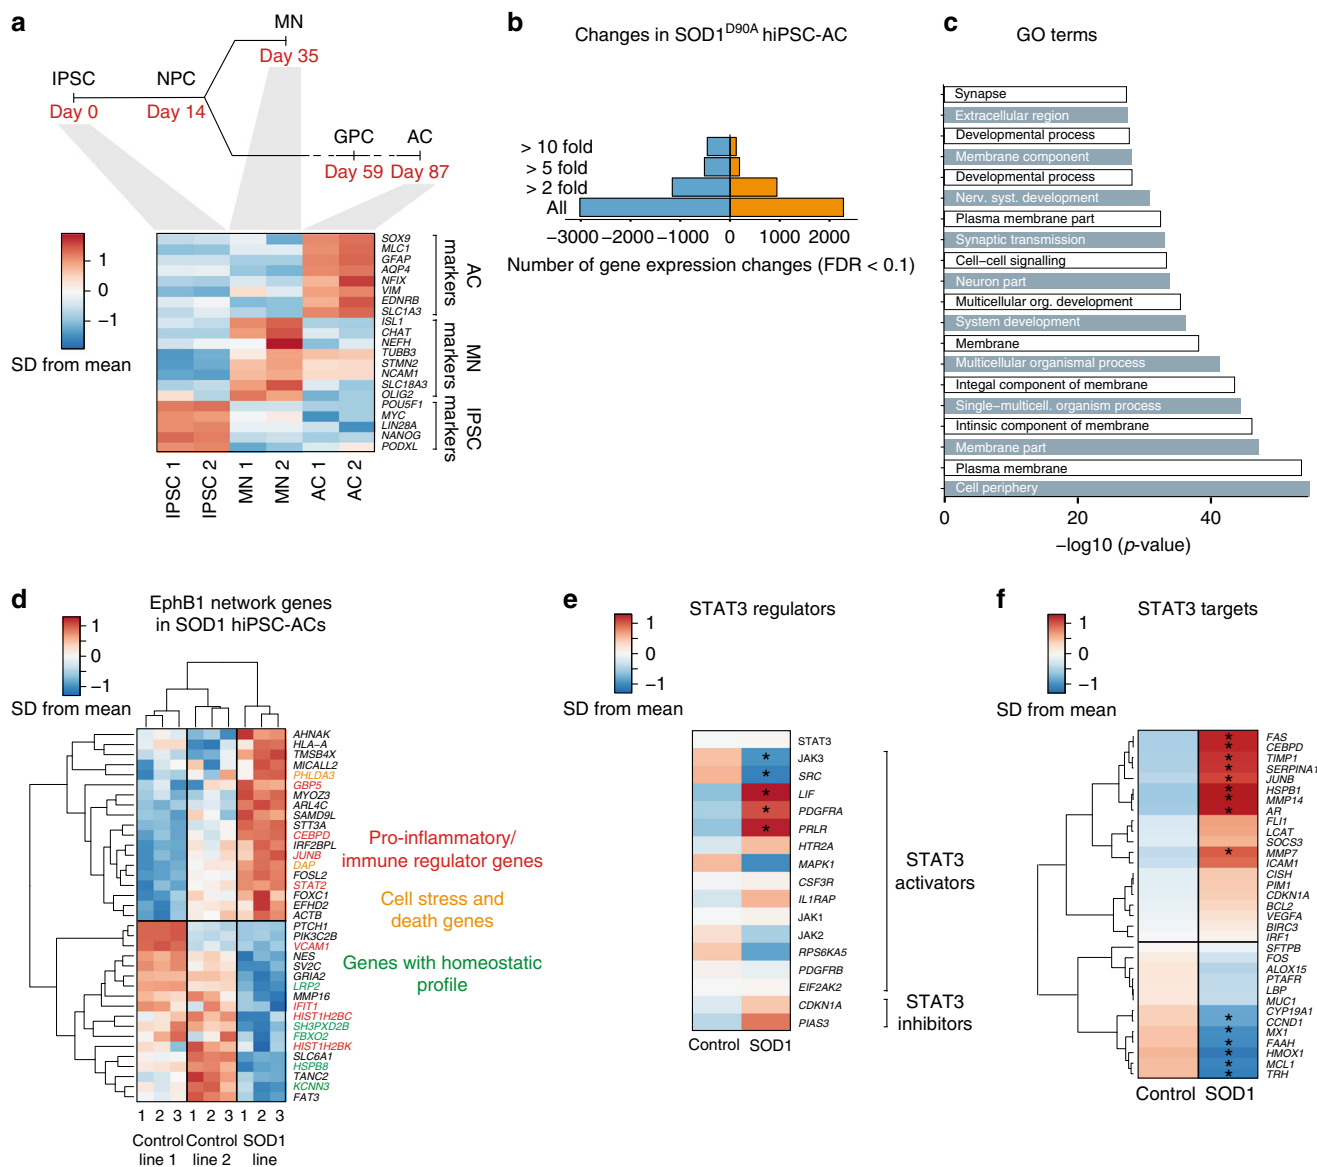 a
MN
Day 35
IPSC
NPC
Day 0
Day 14
GPC
AC
Day 59
Day 87
1
0
−1
SD from mean
SOX9
MLC1
GFAP
AQP4
NFIX
VIM
EDNRB
SLC1A3
ISL1
CHAT
NEFH
TUBB3
STMN2
NCAM1
SLC18A3
OLIG2
POU5F1
MYC
LIN28A
NANOG
PODXL
AC markers
MN markers
IPSC markers
IPSC 1
IPSC 2
MN 1
MN 2
AC 1
AC 2
b
Changes in SOD1D90A hiPSC-AC
> 10 fold
> 5 fold
> 2 fold
All
−3000
−2000
−1000
0
1000
2000
Number of gene expression changes (FDR < 0.1)
c
GO terms
Synapse
Extracellular region
Developmental process
Membrane component
Developmental process
Nerv. syst. development
Plasma membrane part
Synaptic transmission
Cell−cell signalling
Neuron part
Multicellular org. development
System development
Membrane
Multicellular organismal process
Integal component of membrane
Single−multicell. organism process
Intrinsic component of membrane
Membrane part
Plasma membrane
Cell periphery
0
20
40
−log10 (p-value)
d
EphB1 network genes
in SOD1 hiPSC-ACs
1
0
−1
SD from mean
AHNAK
HLA−A
TMSB4X
MICALL2
PHLDA3
GBP5
MYOZ3
ARL4C
SAMD9L
STT3A
CEBPD
IRF2BPL
JUNB
DAP
FOSL2
STAT2
FOXC1
EFHD2
ACTB
PTCH1
PIK3C2B
VCAM1
NES
SV2C
GRIA2
LRP2
MMP16
IFIT1
HIST1H2BC
SH3PXD2B
FBXO2
HIST1H2BK
SLC6A1
HSPB8
TANC2
KCNN3
FAT3
1 2 3 1 2 3 1 2 3
Control line 1
Control line 2
SOD1 line
Pro-inflammatory/
immune regulator genes
Cell stress and
death genes
Genes with homeostatic
profile
e
STAT3 regulators
1
0
−1
SD from mean
STAT3
JAK3
*
SRC
*
LIF
*
PDGFRA
*
PRLR
*
HTR2A
MAPK1
CSF3R
IL1RAP
JAK1
JAK2
RPS6KA5
PDGFRB
EIF2AK2
CDKN1A
PIAS3
STAT3
activators
STAT3
inhibitors
Control
SOD1
f
STAT3 targets
1
0
−1
SD from mean
*
FAS
*
CEBPD
*
TIMP1
*
SERPINA1
*
JUNB
*
HSPB1
*
MMP14
*
AR
FLI1
LCAT
SOCS3
*
MMP7
ICAM1
CISH
PIM1
CDKN1A
BCL2
VEGFA
BIRC3
IRF1
SFTPB
FOS
ALOX15
PTAFR
LBP
MUC1
CYP19A1
*
CCND1
*
MX1
*
FAAH
*
HMOX1
*
MCL1
*
TRH
Control
SOD1